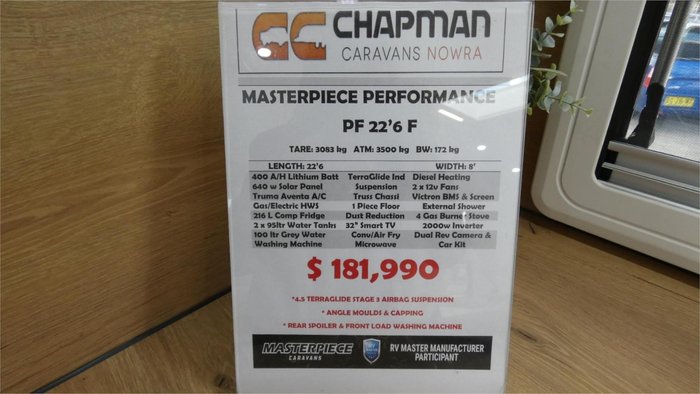 CHAPMAN
CARAVANS NOWRA
MASTERPIECE PERFORMANCE
PF 22'6 F
TARE: 3083 kg ATM: 3500 kg BW: 172 kg
LENGTH: 22'6 WIDTH: 8'
400 A/H Lithium Batt TerraGlide Ind Diesel Heating
640 w Solar Panel Suspension 2 x 12v Fans
Truma Aventa A/C Truss Chassi Victron BMS & Screen
Gas/Electric HWS 1 Piece Floor External Shower
216 L Comp Fridge Dust Reduction 4 Gas Burner Stove
2 x 95ltr Water Tanks 32" Smart TV 2000w Inverter
100 ltr Grey Water Conv/Air Fry Dual Rev Camera &
Washing Machine Microwave Car Kit
$ 181,990
*4.5 TERRAGLIDE STAGE 3 AIRBAG SUSPENSION
* ANGLE MOULDS & CAPPING
* REAR SPOILER & FRONT LOAD WASHING MACHINE
MASTERPIECE
CARAVANS
RV MASTER MANUFACTURER
PARTICIPANT